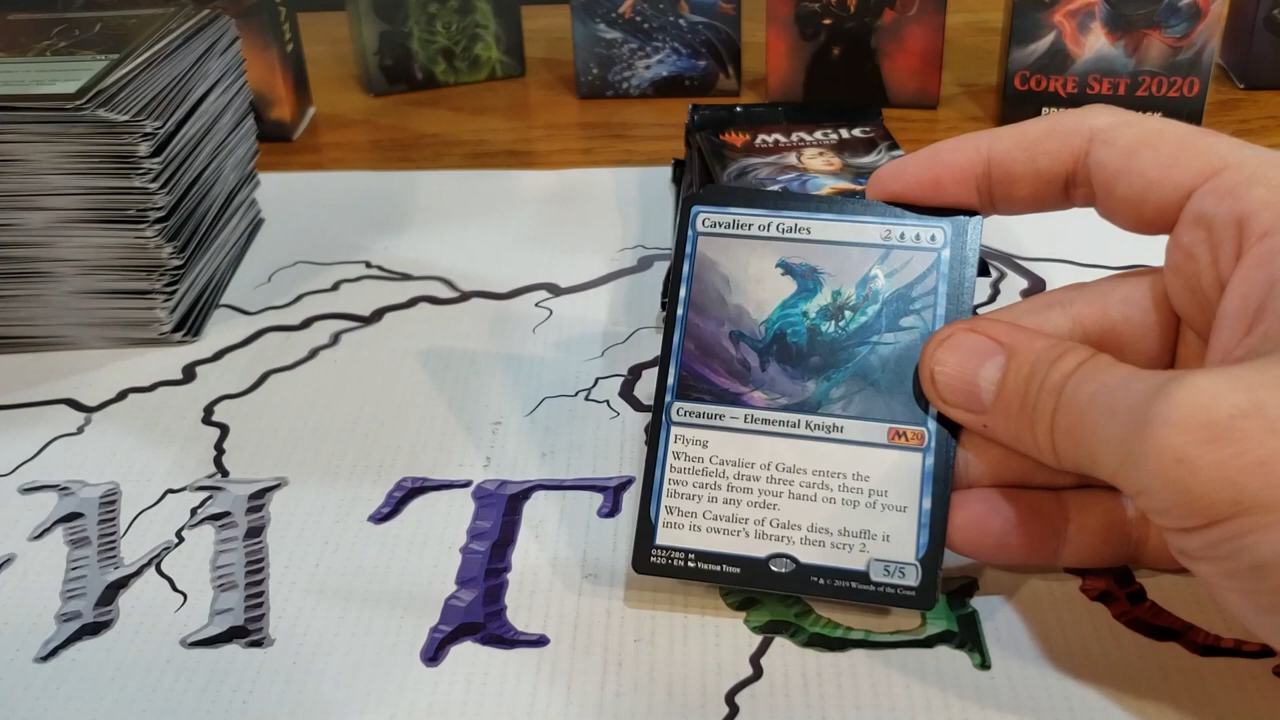 CORE SET 2020
MAGIC
THE GATHERING
Cavalier of Gales
2
Creature — Elemental Knight
M20
Flying
When Cavalier of Gales enters the
battlefield, draw three cards, then put
two cards from your hand on top of your
library in any order.
When Cavalier of Gales dies, shuffle it
into its owner's library, then scry 2.
5/5
052/280 M
M20 • EN VIKTOR TITOV
™ & © 2019 Wizards of the Coast
T